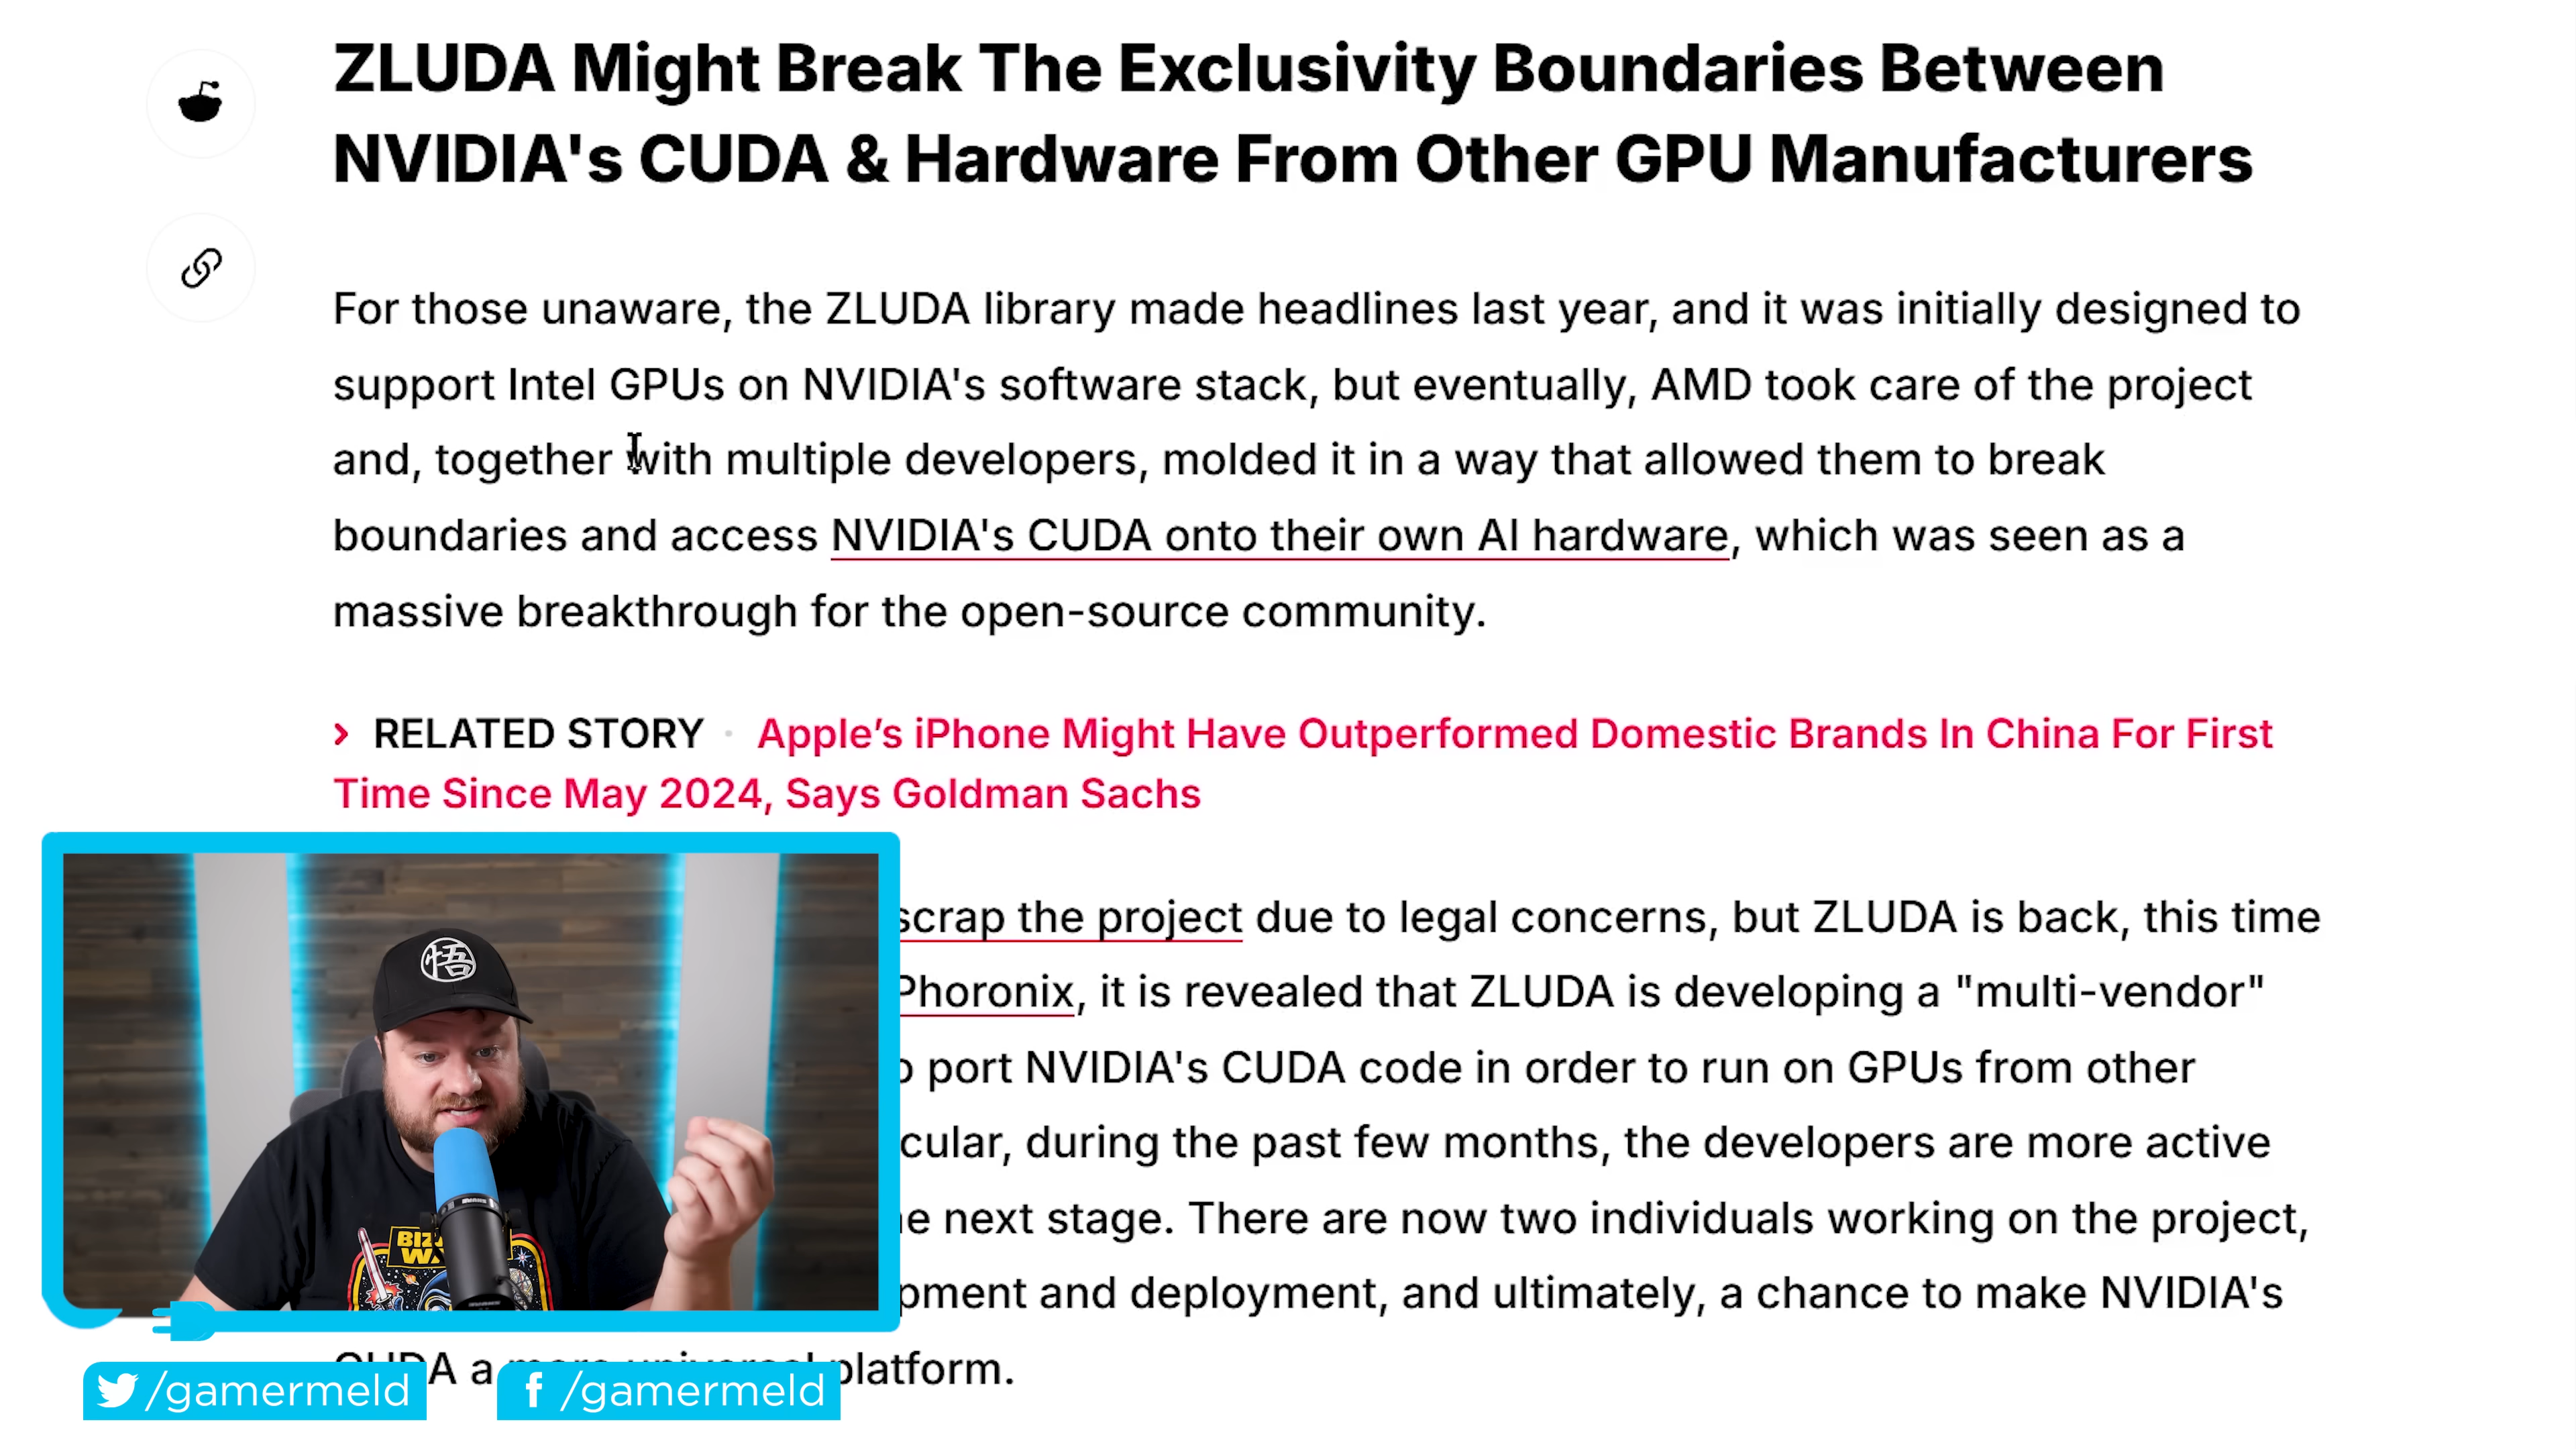 ZLUDA Might Break The Exclusivity Boundaries Between
NVIDIA's CUDA & Hardware From Other GPU Manufacturers
For those unaware, the ZLUDA library made headlines last year, and it was initially designed to
support Intel GPUs on NVIDIA's software stack, but eventually, AMD took care of the project
and, together with multiple developers, molded it in a way that allowed them to break
boundaries and access NVIDIA's CUDA onto their own AI hardware, which was seen as a
massive breakthrough for the open-source community.
RELATED STORY · Apple’s iPhone Might Have Outperformed Domestic Brands In China For First
Time Since May 2024, Says Goldman Sachs
scrap the project due to legal concerns, but ZLUDA is back, this time
Phoronix, it is revealed that ZLUDA is developing a "multi-vendor"
port NVIDIA's CUDA code in order to run on GPUs from other
cular, during the past few months, the developers are more active
next stage. There are now two individuals working on the project,
pment and deployment, and ultimately, a chance to make NVIDIA's
a platform.
悟
/gamermeld
f /gamermeld